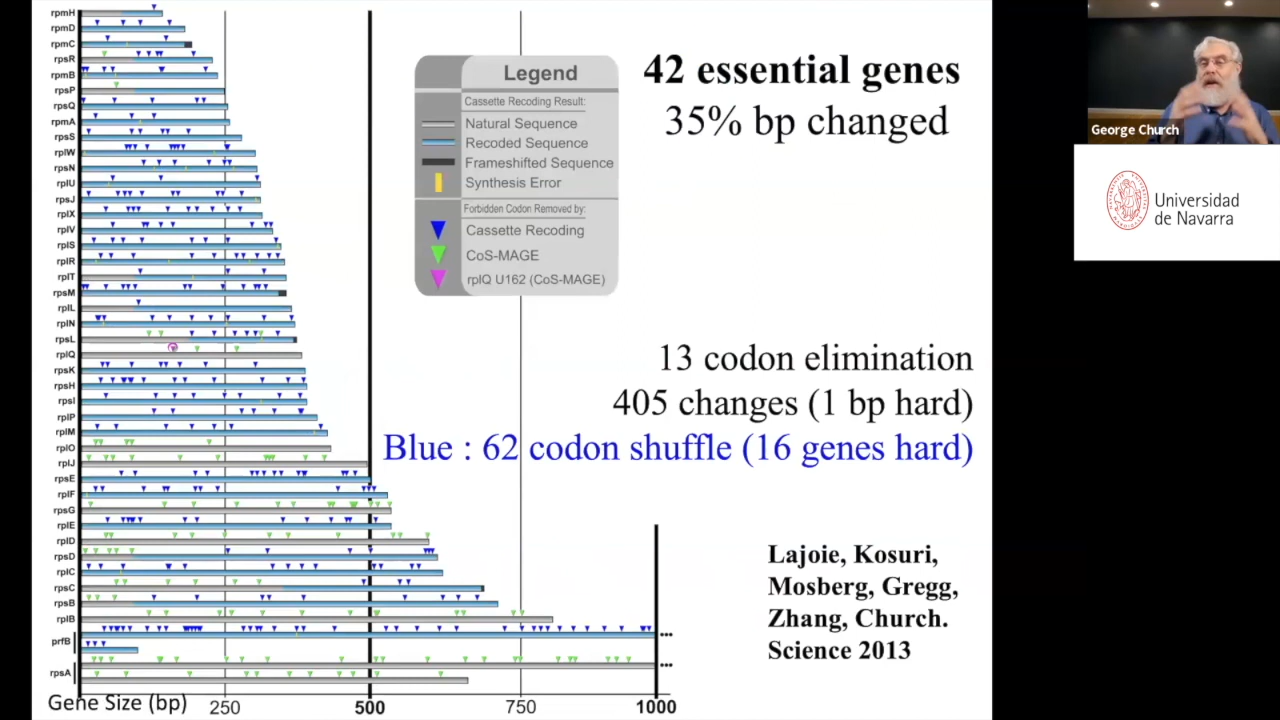 rpmH
rpmD
rpmC
rpsR
rpmB
rpsP
rpsQ
rpmA
rpsS
rplW
rpsN
rplU
rpsJ
rplX
rplV
rplS
rplR
rplT
rpsM
rplL
rplN
rpsL
rplQ
rpsK
rpsH
rpsI
rplP
rplM
rplO
rplJ
rpsE
rplF
rpsG
rplE
rplD
rpsD
rplC
rpsC
rpsB
rplB
prfB
rpsA
Gene Size (bp)
250
500
750
1000
Legend
Cassette Recoding Result:
Natural Sequence
Recoded Sequence
Frameshifted Sequence
Synthesis Error
Forbidden Codon Removed by:
Cassette Recoding
CoS-MAGE
rplQ U162 (CoS-MAGE)
42 essential genes
35% bp changed
13 codon elimination
405 changes (1 bp hard)
Blue : 62 codon shuffle (16 genes hard)
Lajoie, Kosuri,
Mosberg, Gregg,
Zhang, Church.
Science 2013
George Church
Universidad
de Navarra